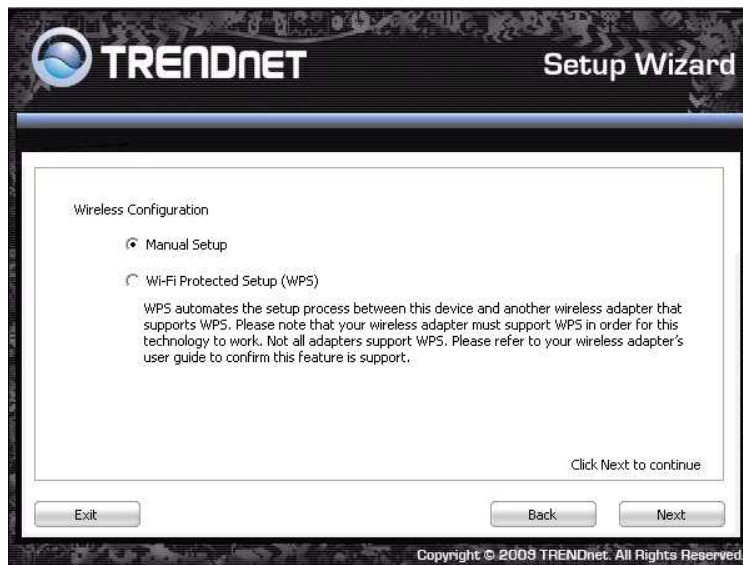 TRENDNET
Setup Wizard
Wireless Configuration
Manual Setup
Wi-Fi Protected Setup (WPS)
WPS automates the setup process between this device and another wireless adapter that
supports WPS. Please note that your wireless adapter must support WPS in order for this
technology to work. Not all adapters support WPS. Please refer to your wireless adapter's
user guide to confirm this feature is support.
Click Next to continue
Exit
Back
Next
Copyright © 2009 TRENDnet. All Rights Reserved.